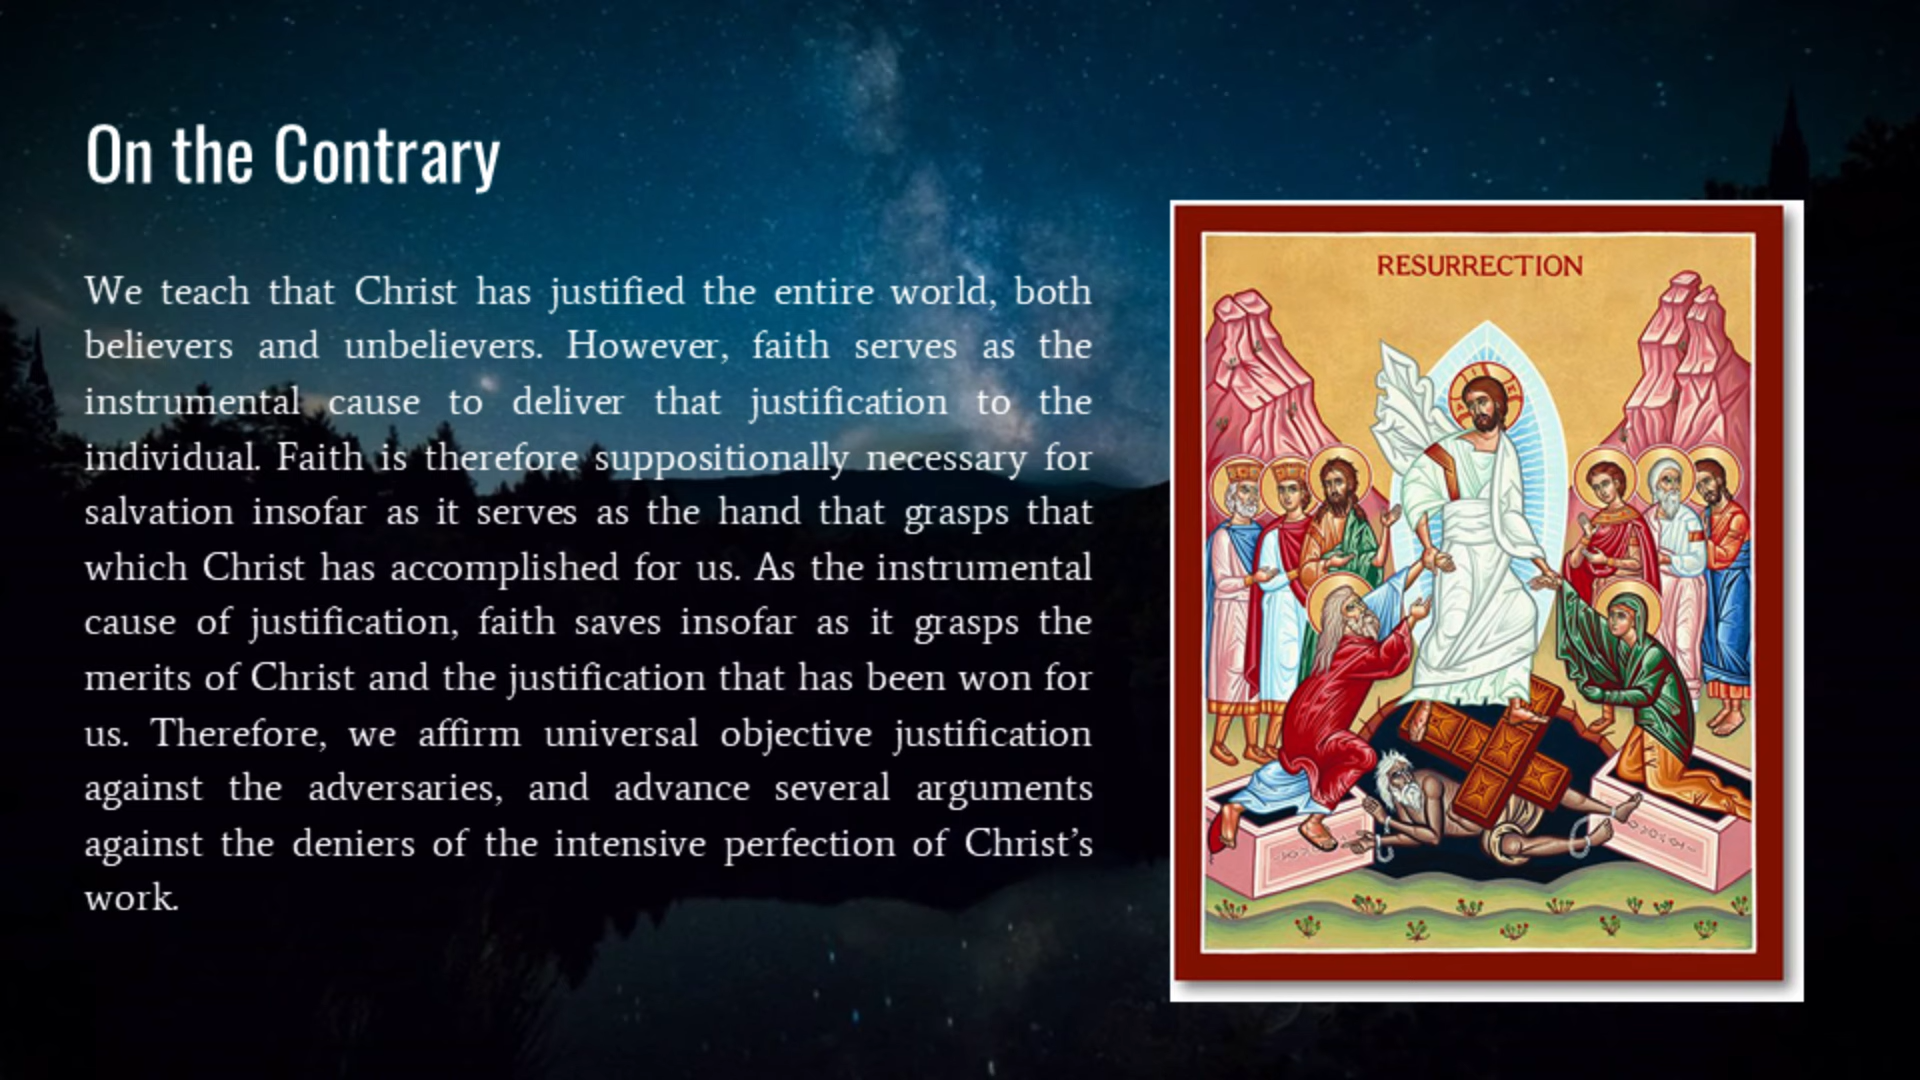 On the Contrary
We teach that Christ has justified the entire world, both
believers and unbelievers. However, faith serves as the
instrumental cause to deliver that justification to the
individual. Faith is therefore suppositionally necessary for
salvation insofar as it serves as the hand that grasps that
which Christ has accomplished for us. As the instrumental
cause of justification, faith saves insofar as it grasps the
merits of Christ and the justification that has been won for
us. Therefore, we affirm universal objective justification
against the adversaries, and advance several arguments
against the deniers of the intensive perfection of Christ’s
work.
RESURRECTION